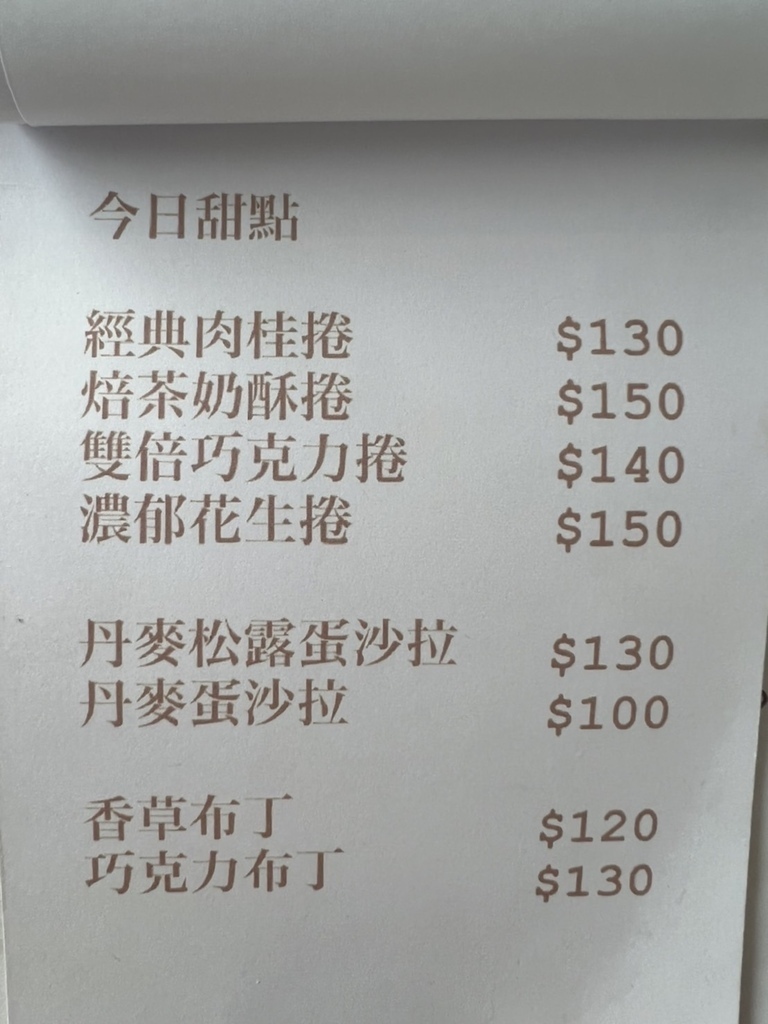 今日甜點
經典肉桂捲 $130
焙茶奶酥捲 $150
雙倍巧克力捲 $140
濃郁花生捲 $150
丹麥松露蛋沙拉 $130
丹麥蛋沙拉 $100
香草布丁 $120
巧克力布丁 $130